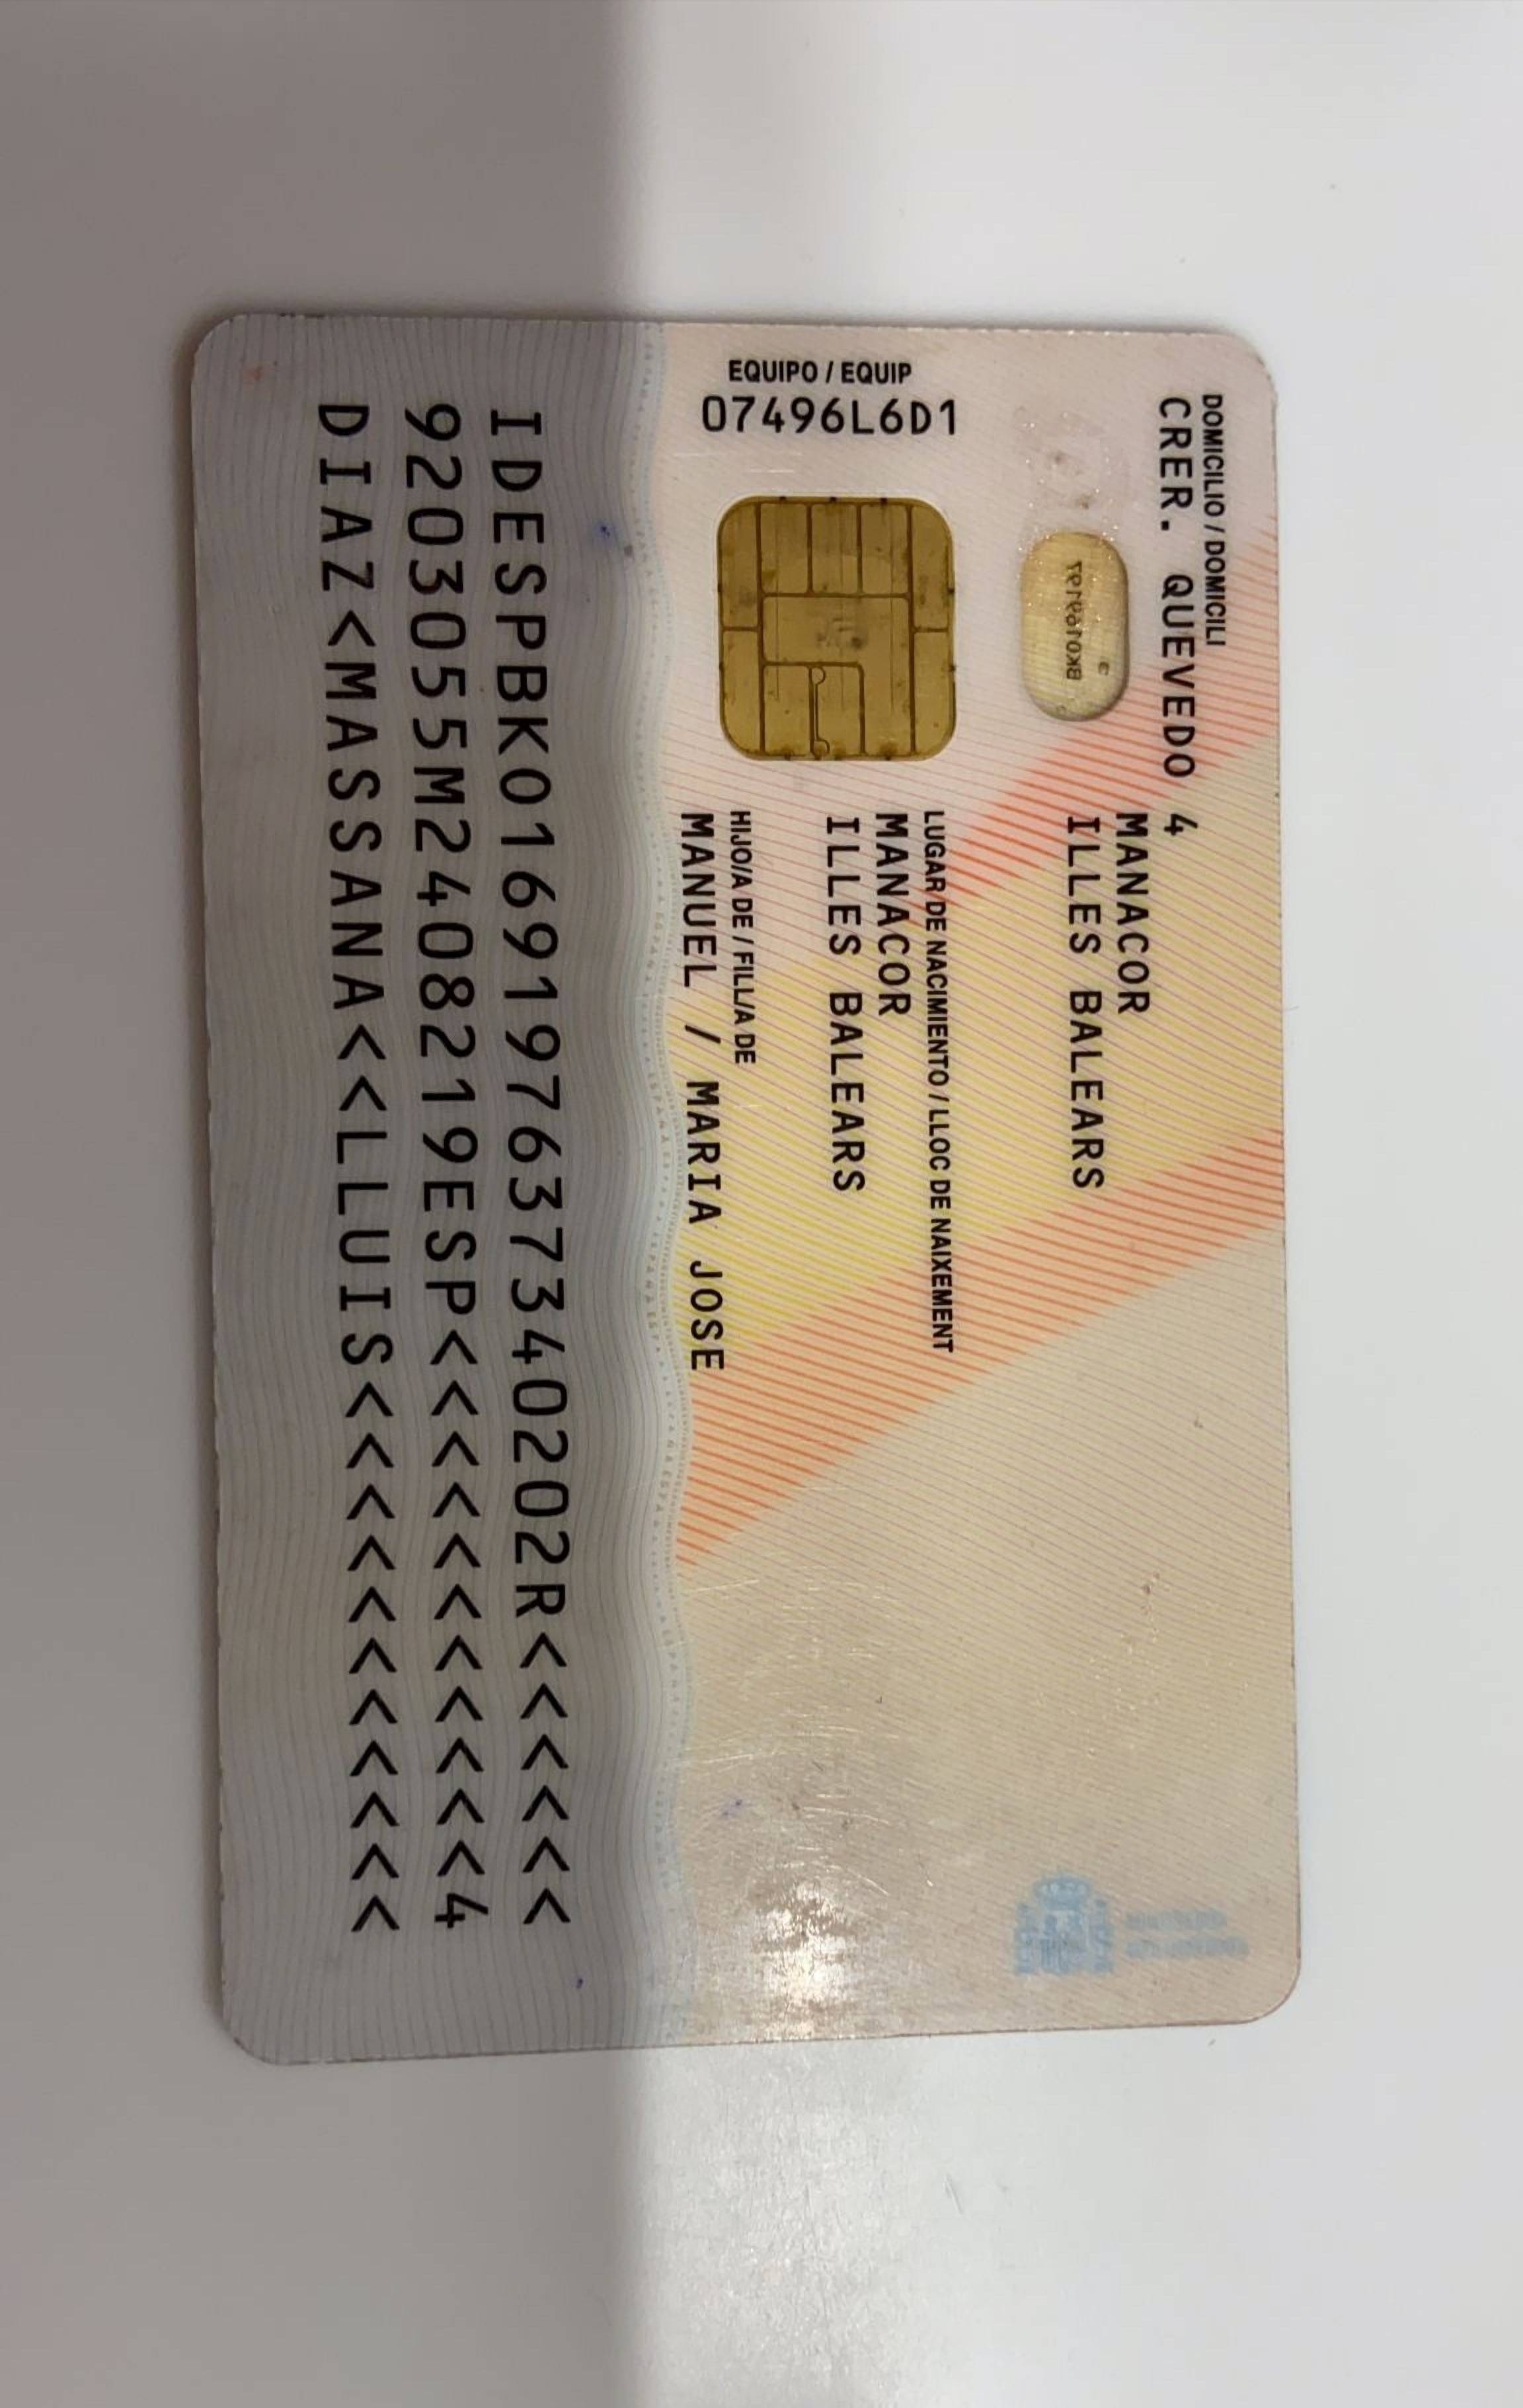 DOMICILIO / DOMICILI
CRER. QUEVEDO 4
MANACOR
ILLES BALEARS
LUGAR DE NACIMIENTO / LLOC DE NAIXEMENT
MANACOR
ILLES BALEARS
HIJO/A DE / FILL/A DE
MANUEL / MARIA JOSE
EQUIPO / EQUIP
07496L6D1
IDESPBK0169197637340202R<<<<<<
9203055M2408219ESP<<<<<<<<<<<4
DIAZ<MASSANA<<LLUIS<<<<<<<<<<<